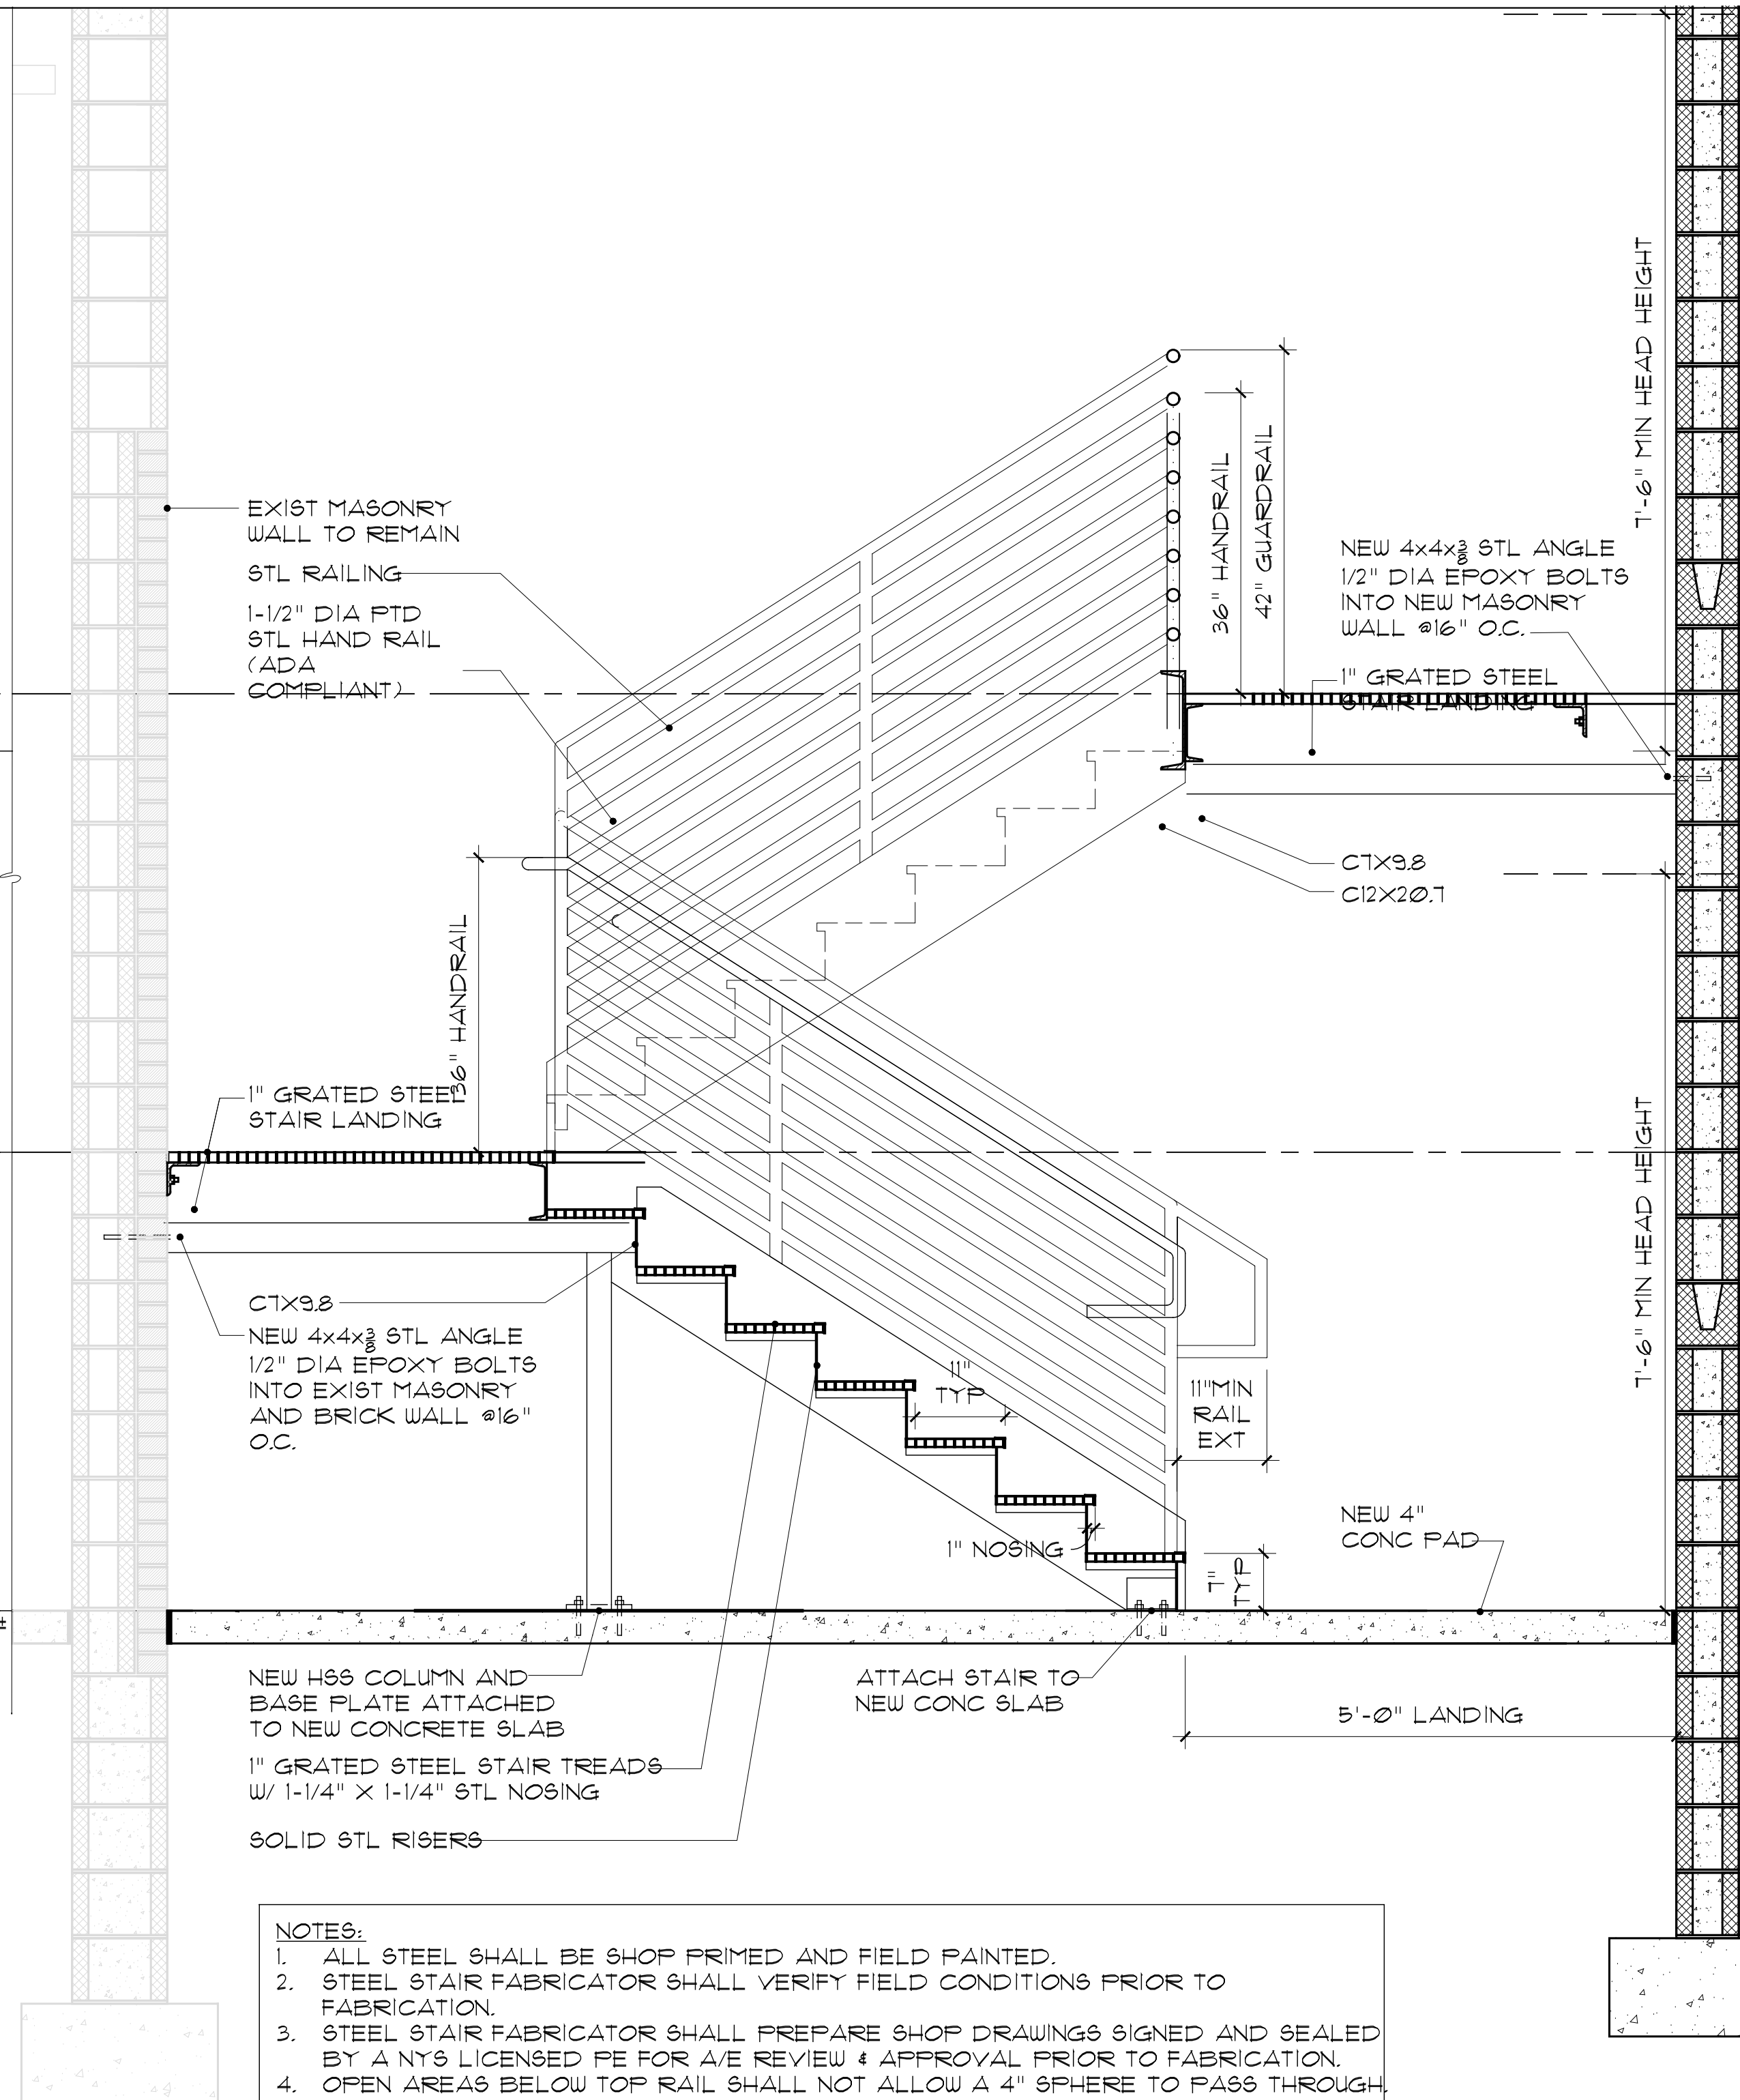 EXIST MASONRY
WALL TO REMAIN
STL RAILING
1-1/2" DIA PTD
STL HAND RAIL
(ADA
COMPLIANT)
36" HANDRAIL
42" GUARDRAIL
7'-6" MIN HEAD HEIGHT
NEW 4x4x3/8 STL ANGLE
1/2" DIA EPOXY BOLTS
INTO NEW MASONRY
WALL @16" O.C.
1" GRATED STEEL
STAIR LANDING
C7X9.8
C12X20.7
36" HANDRAIL
1" GRATED STEEL
STAIR LANDING
7'-6" MIN HEAD HEIGHT
C7X9.8
NEW 4x4x3/8 STL ANGLE
1/2" DIA EPOXY BOLTS
INTO EXIST MASONRY
AND BRICK WALL @16"
O.C.
11"
TYP
11"MIN
RAIL
EXT
1" NOSING
7"
TYP
NEW 4"
CONC PAD
NEW HSS COLUMN AND
BASE PLATE ATTACHED
TO NEW CONCRETE SLAB
ATTACH STAIR TO
NEW CONC SLAB
5'-0" LANDING
1" GRATED STEEL STAIR TREADS
W/ 1-1/4" X 1-1/4" STL NOSING
SOLID STL RISERS
NOTES:
1. ALL STEEL SHALL BE SHOP PRIMED AND FIELD PAINTED.
2. STEEL STAIR FABRICATOR SHALL VERIFY FIELD CONDITIONS PRIOR TO
FABRICATION.
3. STEEL STAIR FABRICATOR SHALL PREPARE SHOP DRAWINGS SIGNED AND SEALED
BY A NYS LICENSED PE FOR A/E REVIEW & APPROVAL PRIOR TO FABRICATION.
4. OPEN AREAS BELOW TOP RAIL SHALL NOT ALLOW A 4" SPHERE TO PASS THROUGH.